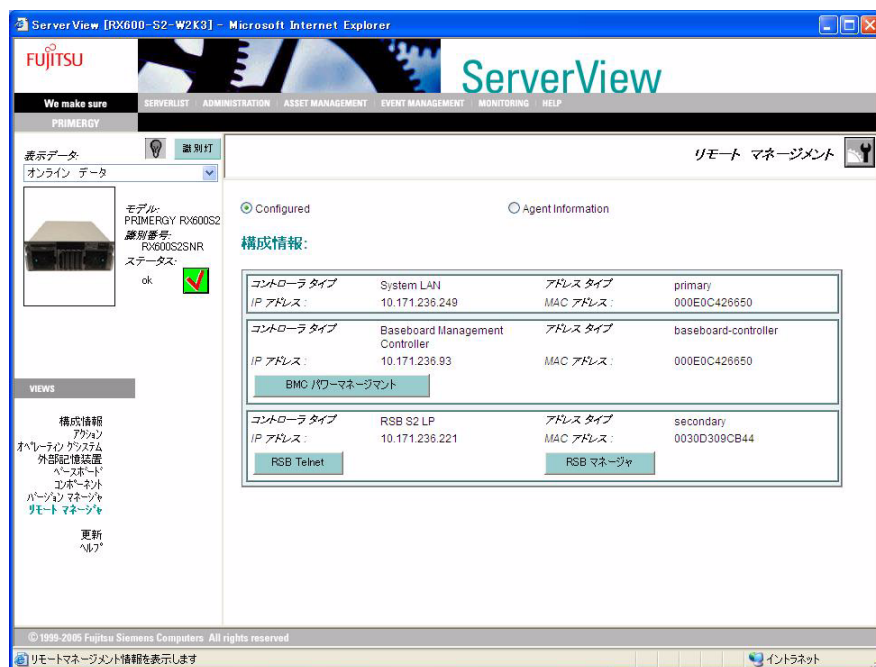 ServerView [RX600-S2-W2K3] - Microsoft Internet Explorer
FUJITSU
ServerView
We make sure
SERVERLIST ADMINISTRATION ASSET MANAGEMENT EVENT MANAGEMENT MONITORING HELP
PRIMERGY
表示データ:
識別灯
オンライン データ
リモート マネージメント
モデル:
PRIMERGY RX600S2
識別番号:
RX600S2SNR
ステータス:
ok
Configured
Agent Information
構成情報:
コントローラ タイプ System LAN アドレス タイプ primary
IP アドレス : 10.171.236.249 MAC アドレス : 000E0C426650
コントローラ タイプ Baseboard Management Controller アドレス タイプ baseboard-controller
IP アドレス : 10.171.236.93 MAC アドレス : 000E0C426650
BMC パワーマネージマント
コントローラ タイプ RSB S2 LP アドレス タイプ secondary
IP アドレス : 10.171.236.221 MAC アドレス : 0030D309CB44
RSB Telnet RSB マネージャ
VIEWS
構成情報
アクション
オペレーティングシステム
外部記憶装置
ベースボード
コンポーネント
バージョン マネージャ
リモート マネージャ
更新
ヘルプ
©1999-2005 Fujitsu Siemens Computers All rights reserved
リモートマネージメント情報を表示します
イントラネット